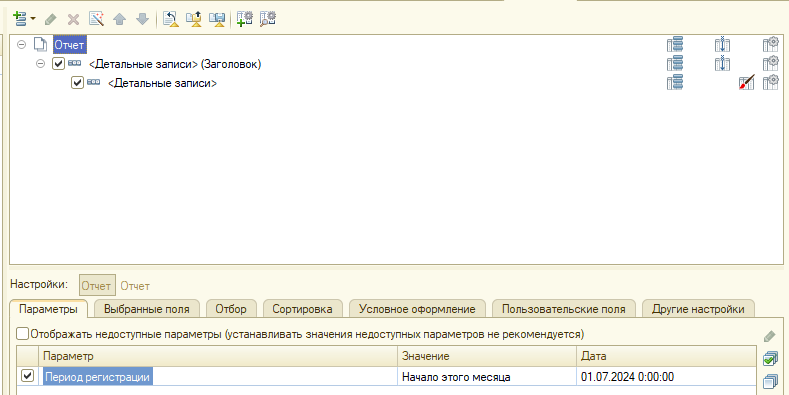 Отчет
<Детальные записи> (Заголовок)
<Детальные записи>
Настройки: Отчет Отчет
Параметры Выбранные поля Отбор Сортировка Условное оформление Пользовательские поля Другие настройки
Отображать недоступные параметры (устанавливать значения недоступных параметров не рекомендуется)
Параметр Значение Дата
Период регистрации Начало этого месяца 01.07.2024 0:00:00